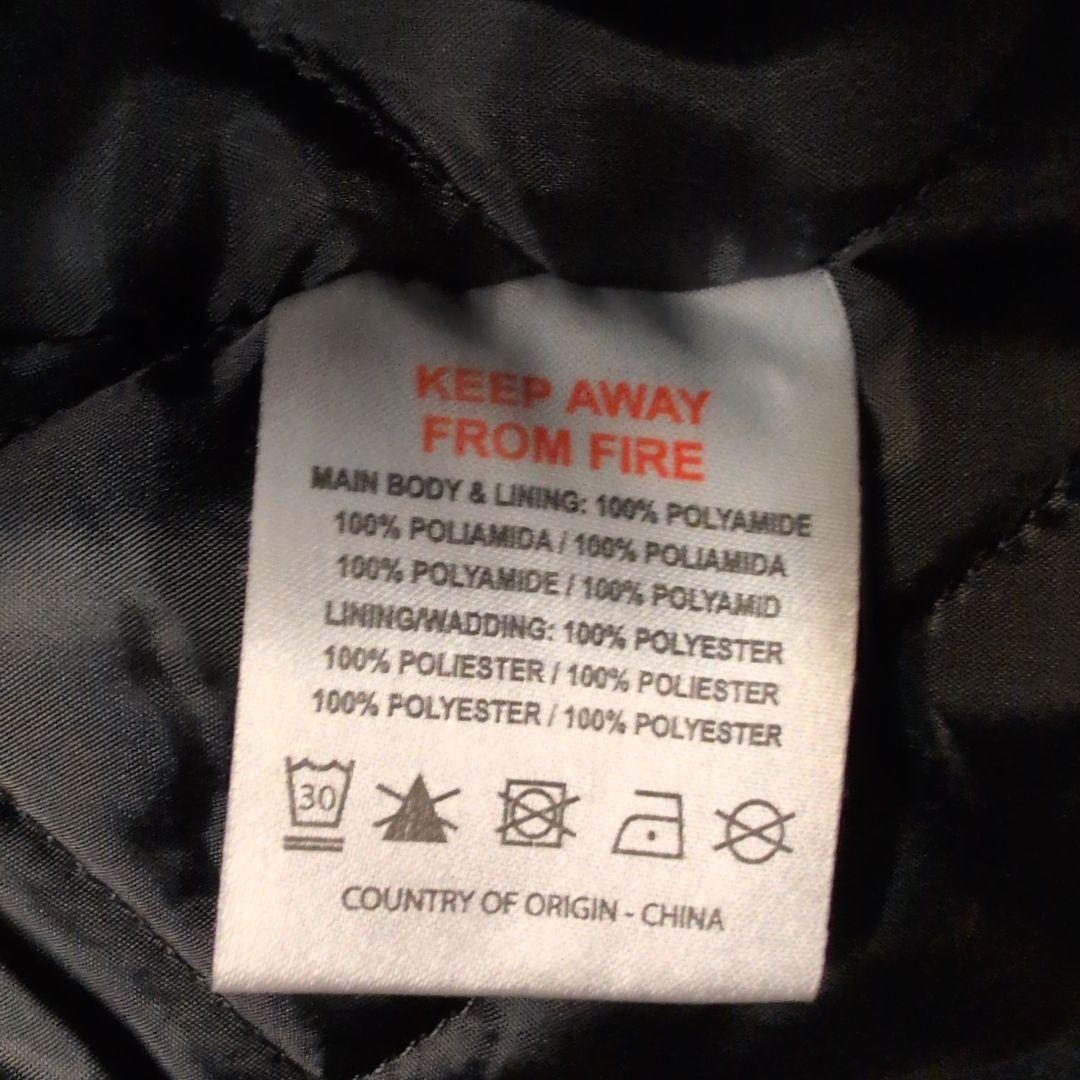 KEEP AWAY
FROM FIRE
MAIN BODY & LINING: 100% POLYAMIDE
100% POLIAMIDA / 100% POLIAMIDA
100% POLYAMIDE / 100% POLYAMID
LINING/WADDING: 100% POLYESTER
100% POLIESTER / 100% POLIESTER
100% POLYESTER / 100% POLYESTER
30
COUNTRY OF ORIGIN - CHINA